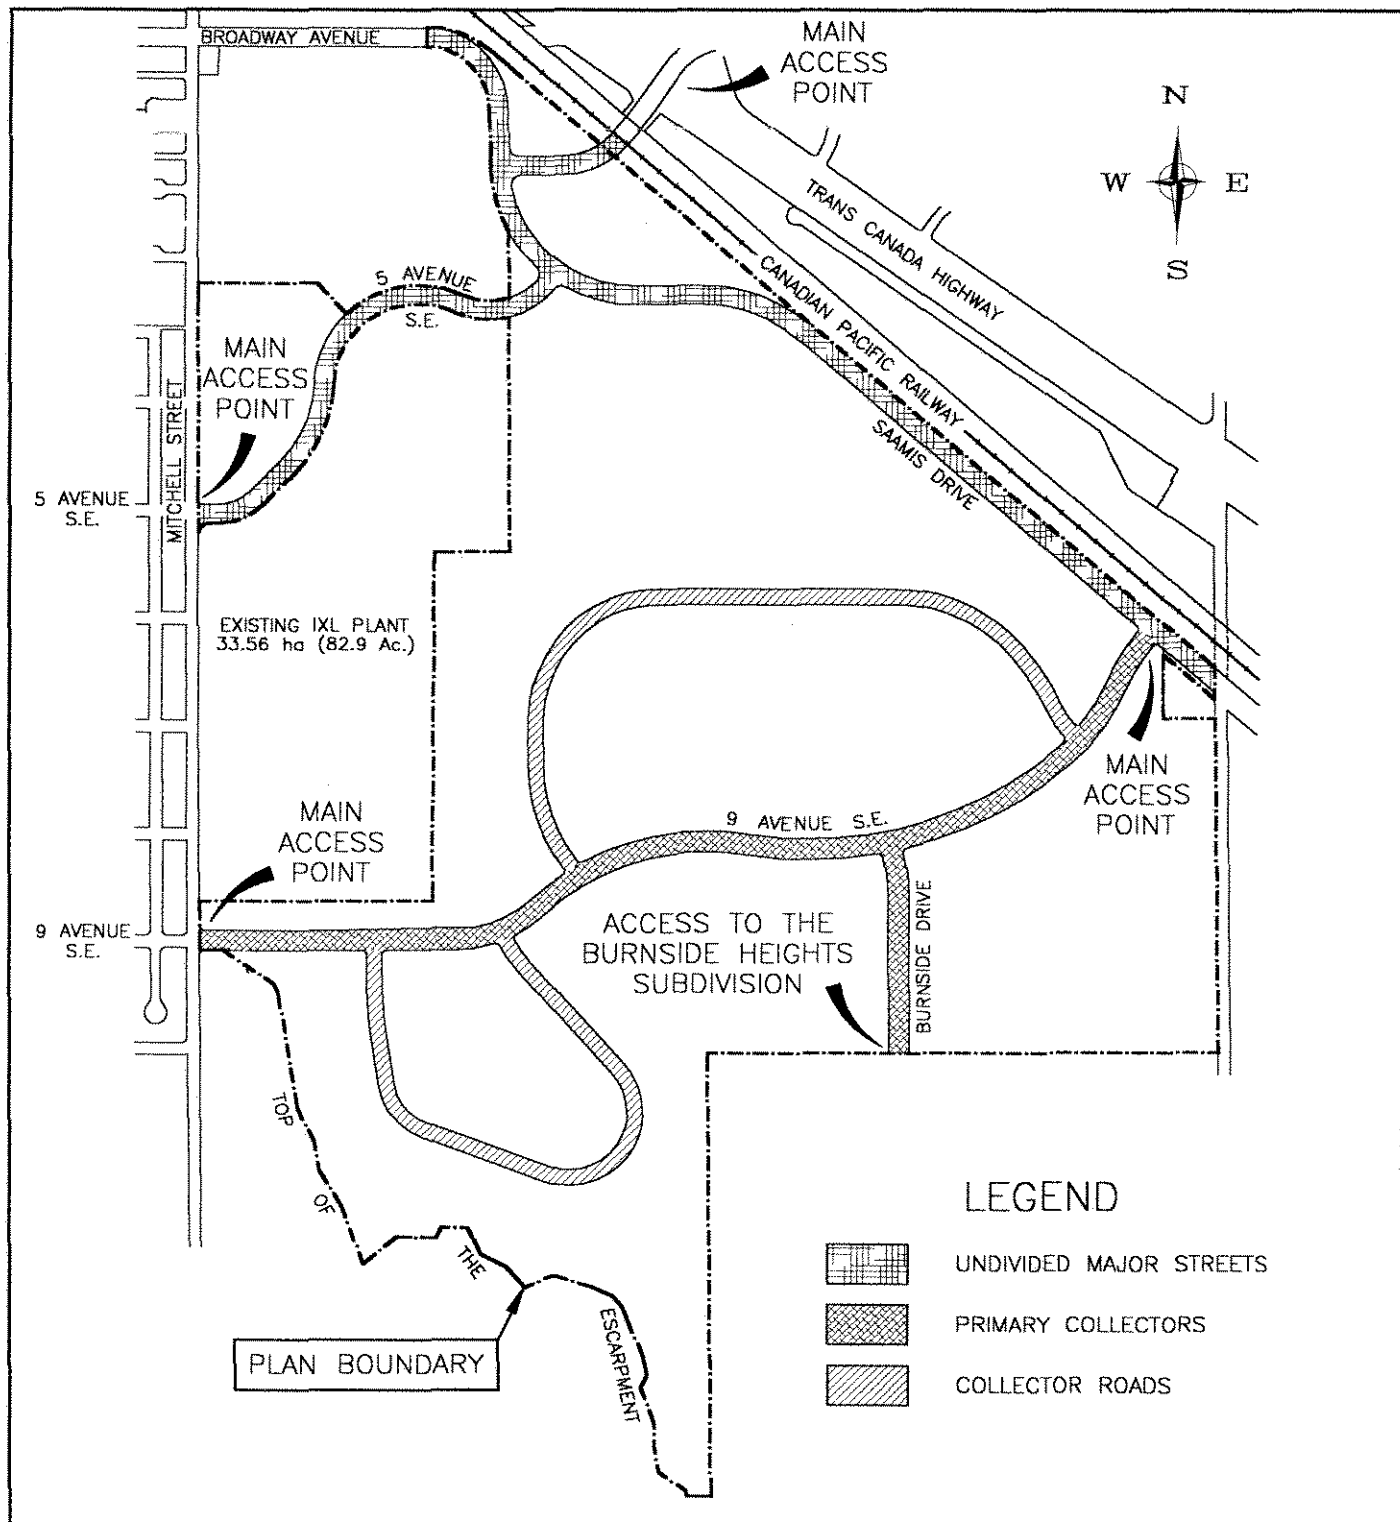 BROADWAY AVENUE
MAIN
ACCESS
POINT
N
W
E
S
TRANS CANADA HIGHWAY
CANADIAN PACIFIC RAILWAY
SAAMIS DRIVE
5 AVENUE
S.E.
MAIN
ACCESS
POINT
MITCHELL STREET
5 AVENUE
S.E.
EXISTING IXL PLANT
33.56 ha (82.9 Ac.)
MAIN
ACCESS
POINT
MAIN
ACCESS
POINT
9 AVENUE S.E.
9 AVENUE
S.E.
ACCESS TO THE
BURNSIDE HEIGHTS
SUBDIVISION
BURNSIDE DRIVE
TOP
OF
THE
ESCARPMENT
PLAN BOUNDARY
LEGEND
UNDIVIDED MAJOR STREETS
PRIMARY COLLECTORS
COLLECTOR ROADS